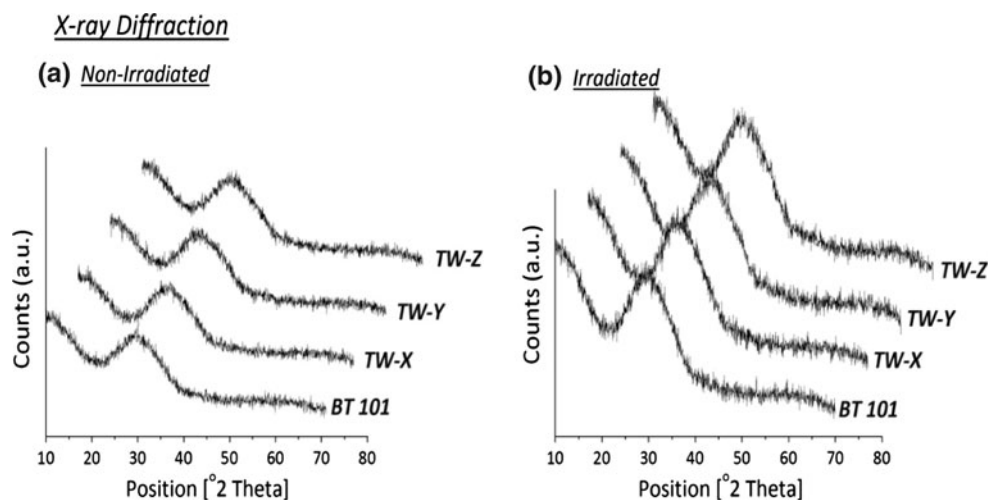 X-ray Diffraction
(a) Non-Irradiated
Counts (a.u.)
TW-Z
TW-Y
TW-X
BT 101
10 20 30 40 50 60 70 80
Position [°2 Theta]
(b) Irradiated
Counts (a.u.)
TW-Z
TW-Y
TW-X
BT 101
10 20 30 40 50 60 70 80
Position [°2 Theta]